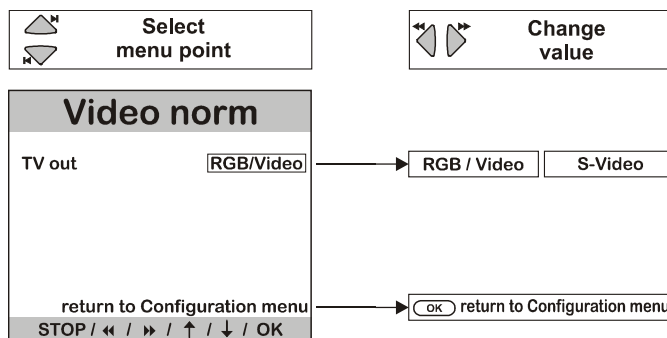 Select
menu point
Change
value
Video norm
TV out RGB/Video
RGB / Video S-Video
return to Configuration menu
OK return to Configuration menu
STOP / ◀◀ / ▶▶ / ↑ / ↓ / OK